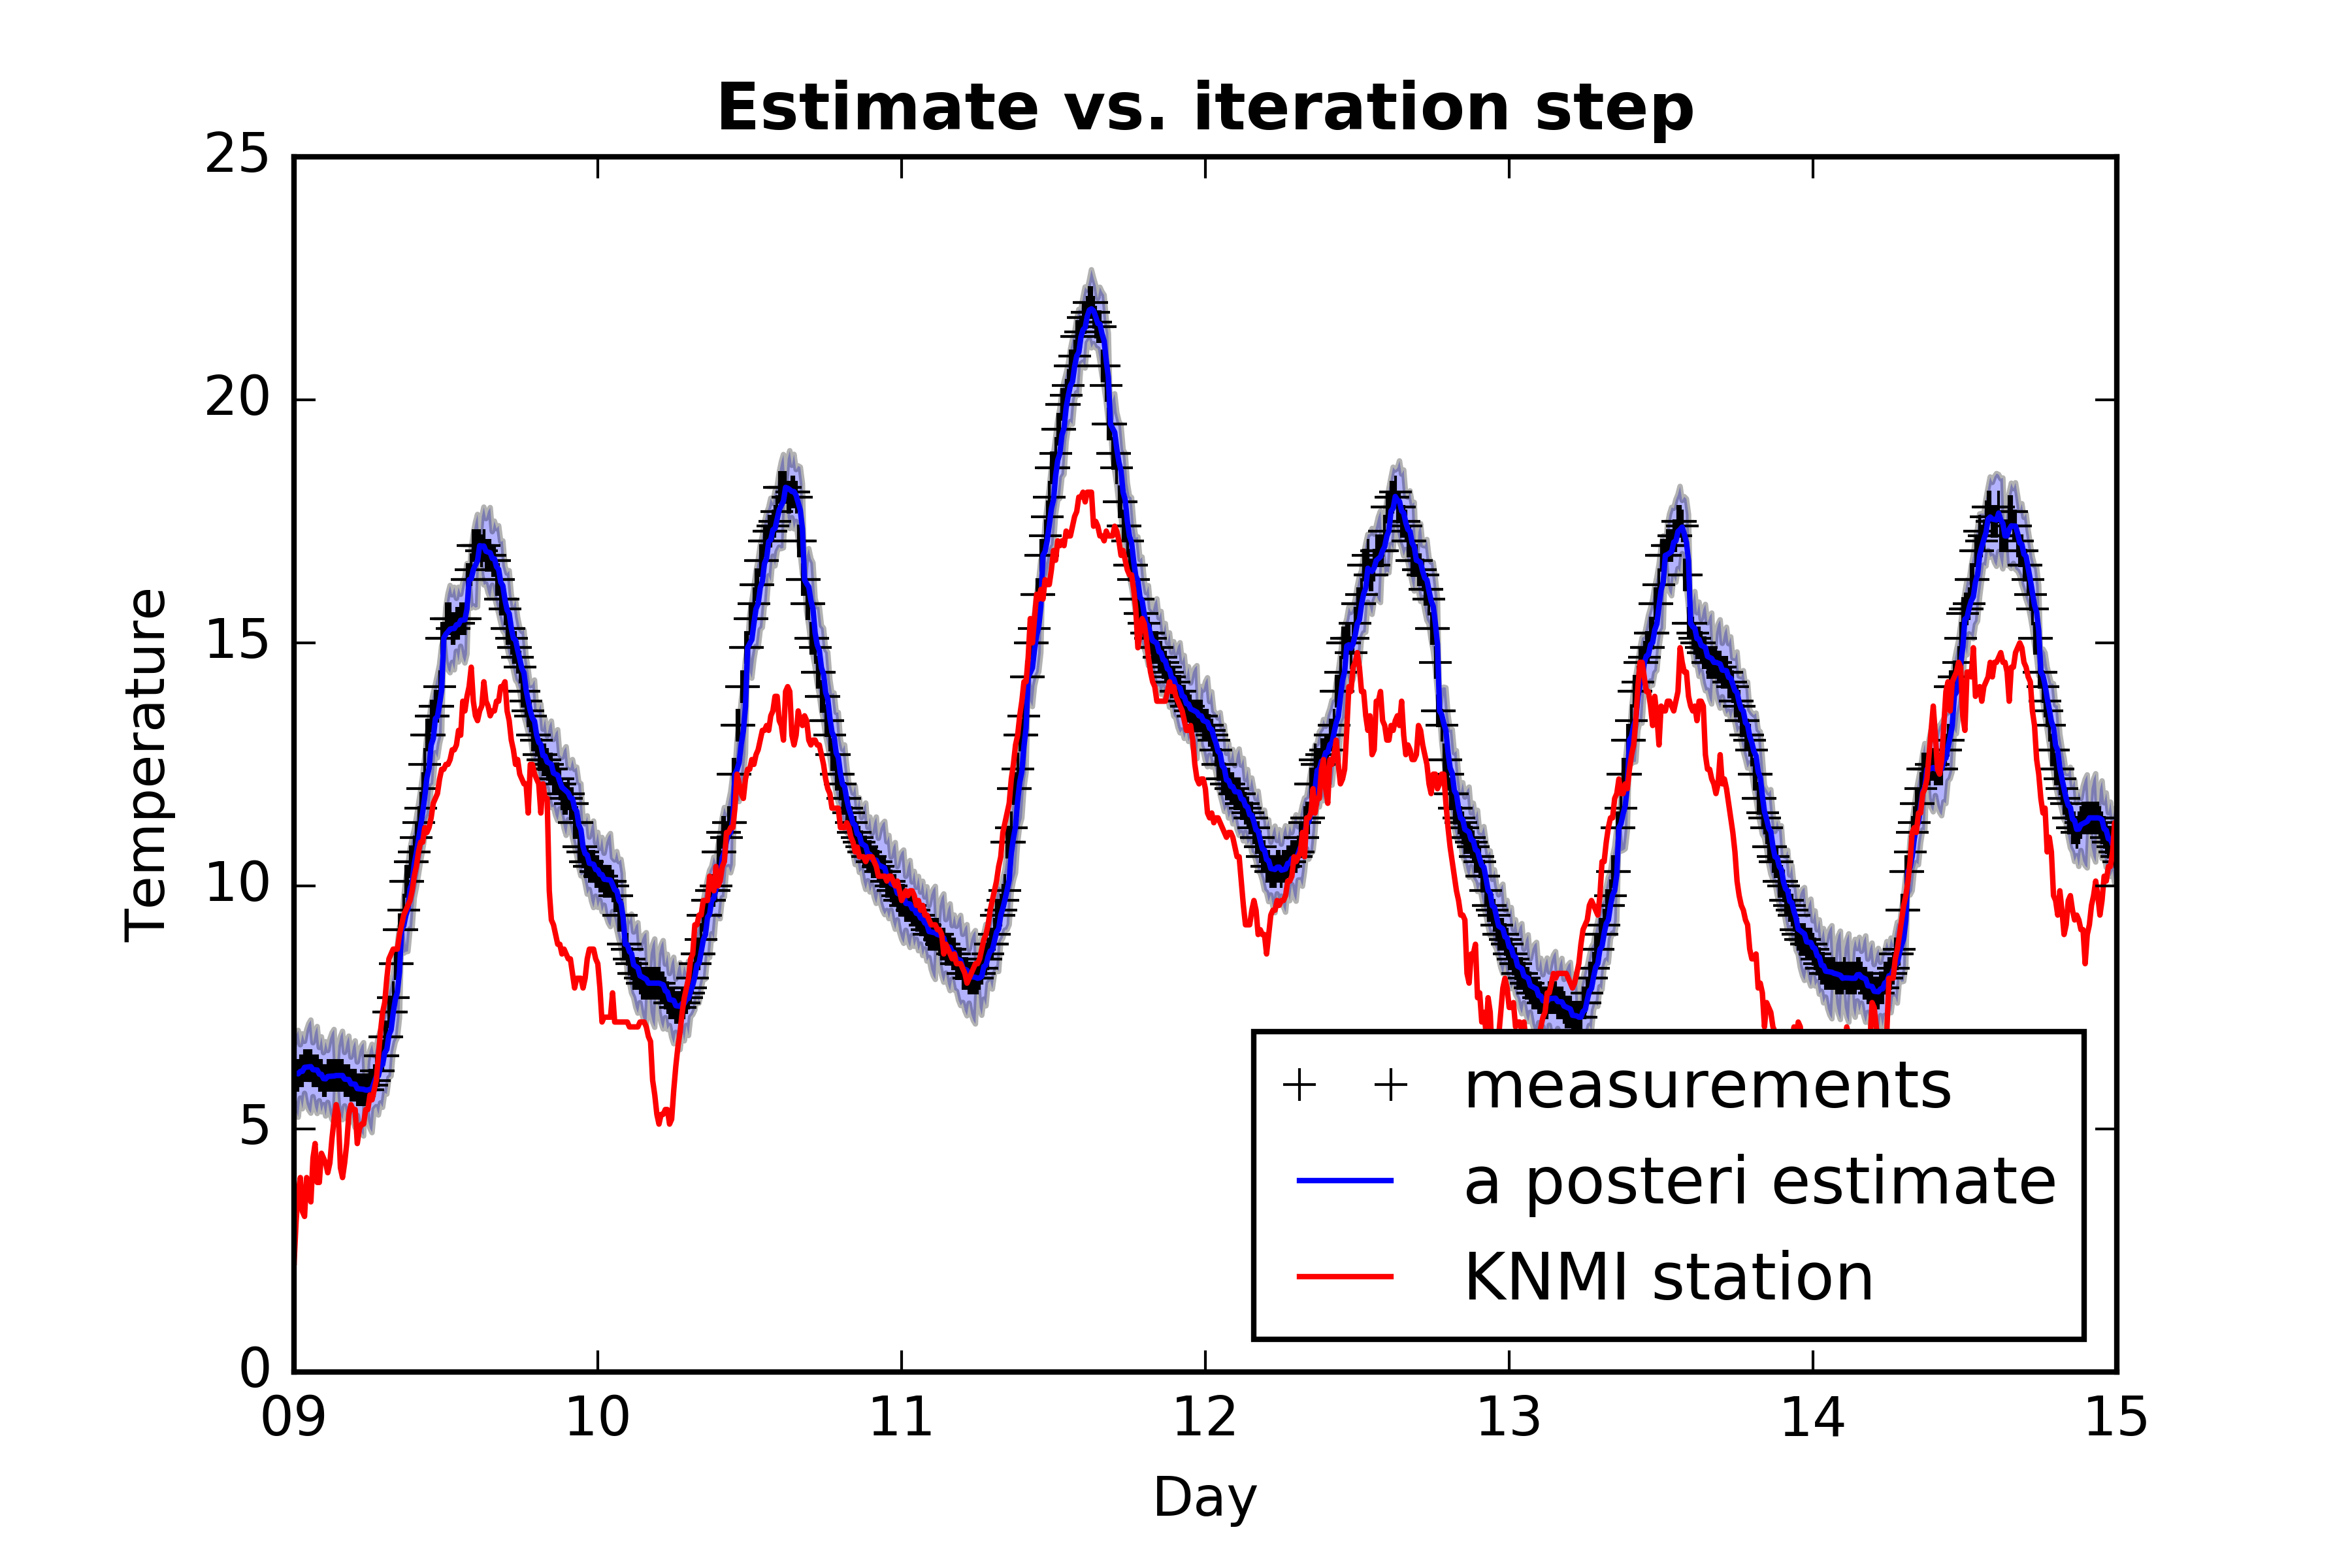 Estimate vs. iteration step
25
20
15
10
5
0
Temperature
09 10 11 12 13 14 15
Day
measurements
a posteri estimate
KNMI station